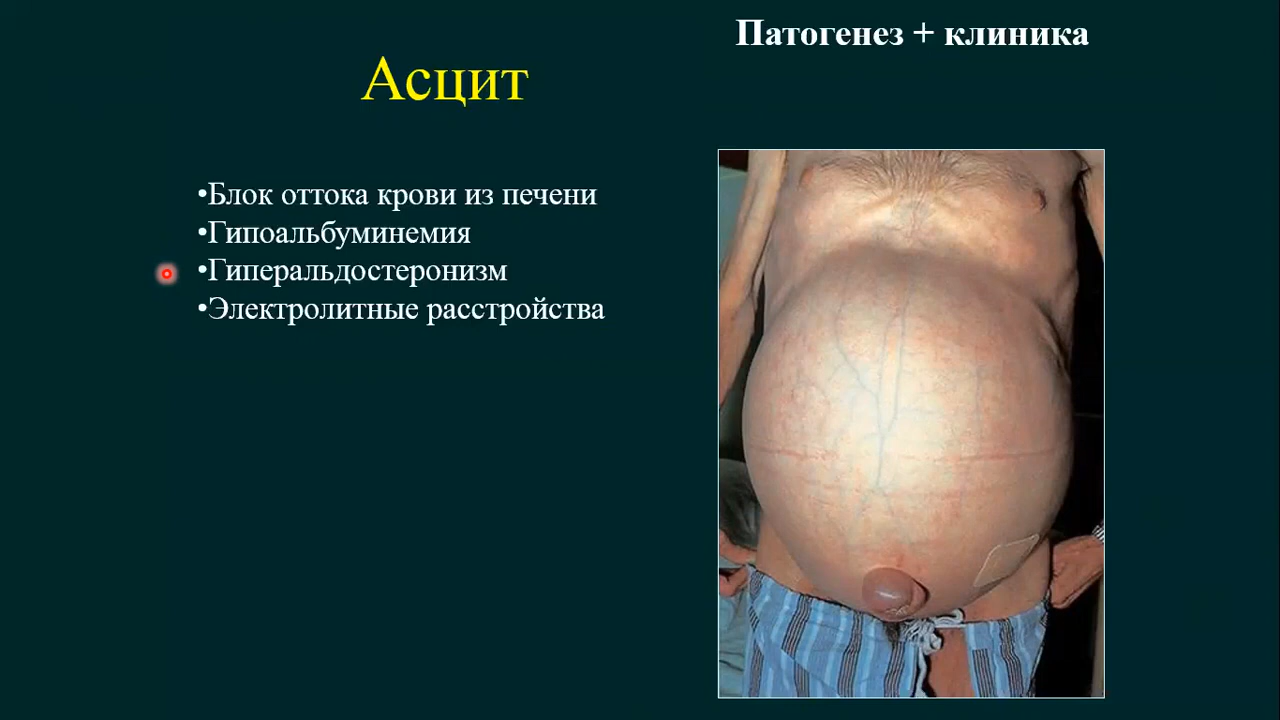 Патогенез + клиника
Асцит
•Блок оттока крови из печени
•Гипоальбуминемия
•Гиперальдостеронизм
•Электролитные расстройства